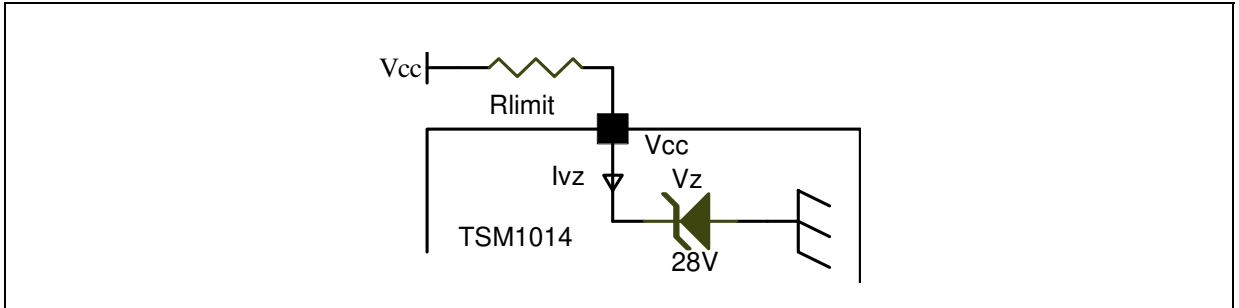 Vcc
Rlimit
Vcc
Ivz
Vz
TSM1014
28V